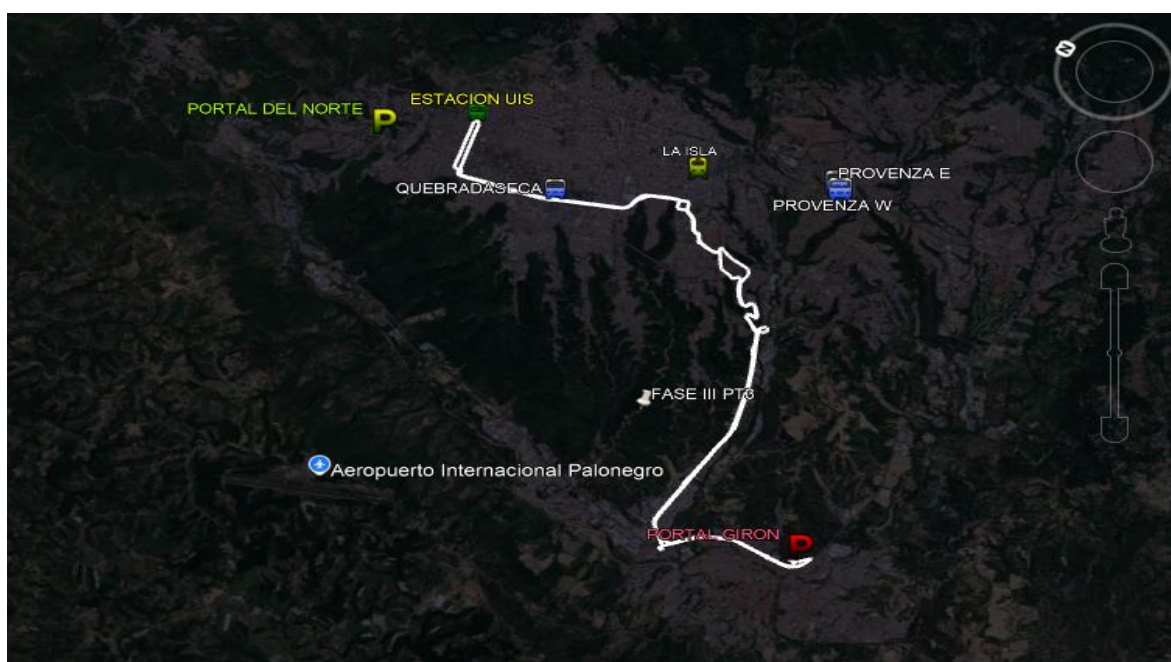 N
ESTACION UIS
PORTAL DEL NORTE
P
LA ISLA
PROVENZA E
QUEBRADASECA
PROVENZA W
FASE III PT3
Aeropuerto Internacional Palonegro
PORTAL GIRON
P